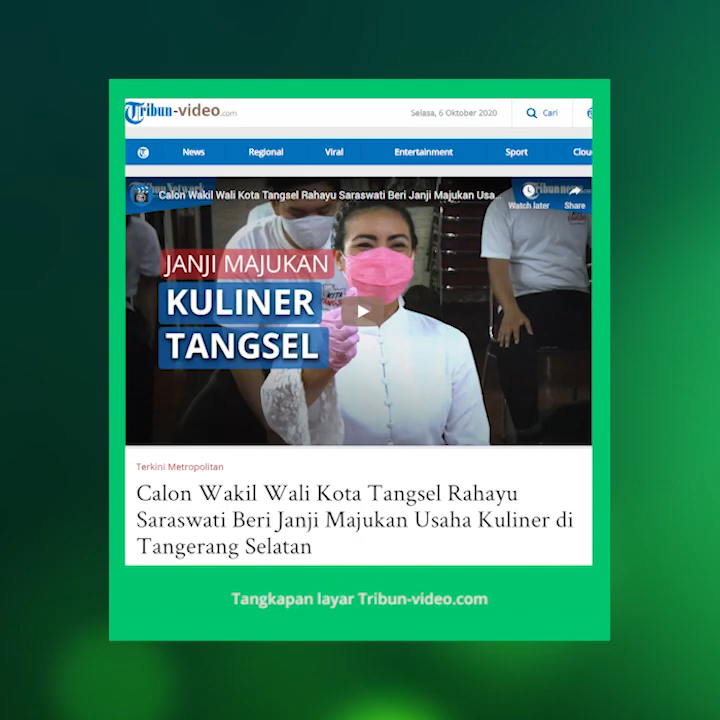 Tribun-video.com
Selasa, 6 Oktober 2020
Cari
News Regional Viral Entertainment Sport Clou
Calon Wakil Wali Kota Tangsel Rahayu Saraswati Beri Janji Majukan Usa...
Watch later Share
JANJI MAJUKAN
KULINER
TANGSEL
Terkini Metropolitan
Calon Wakil Wali Kota Tangsel Rahayu
Saraswati Beri Janji Majukan Usaha Kuliner di
Tangerang Selatan
Tangkapan layar Tribun-video.com